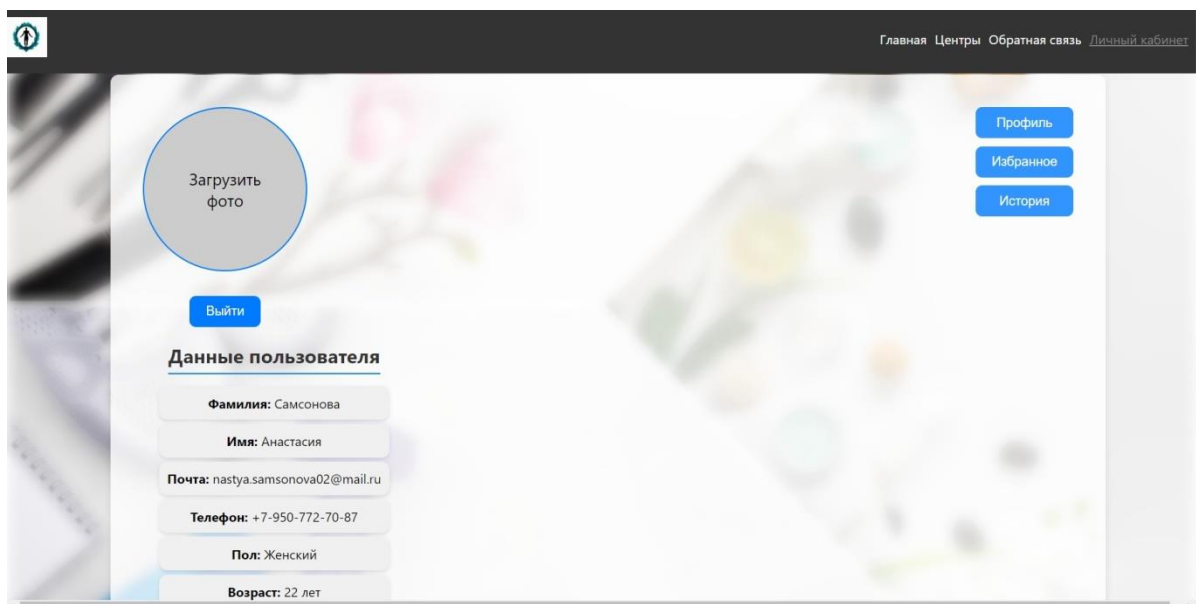 Главная Центры Обратная связь Личный кабинет
Загрузить
фото
Профиль
Избранное
История
Выйти
Данные пользователя
Фамилия: Самсонова
Имя: Анастасия
Почта: nastya.samsonova02@mail.ru
Телефон: +7-950-772-70-87
Пол: Женский
Возраст: 22 лет